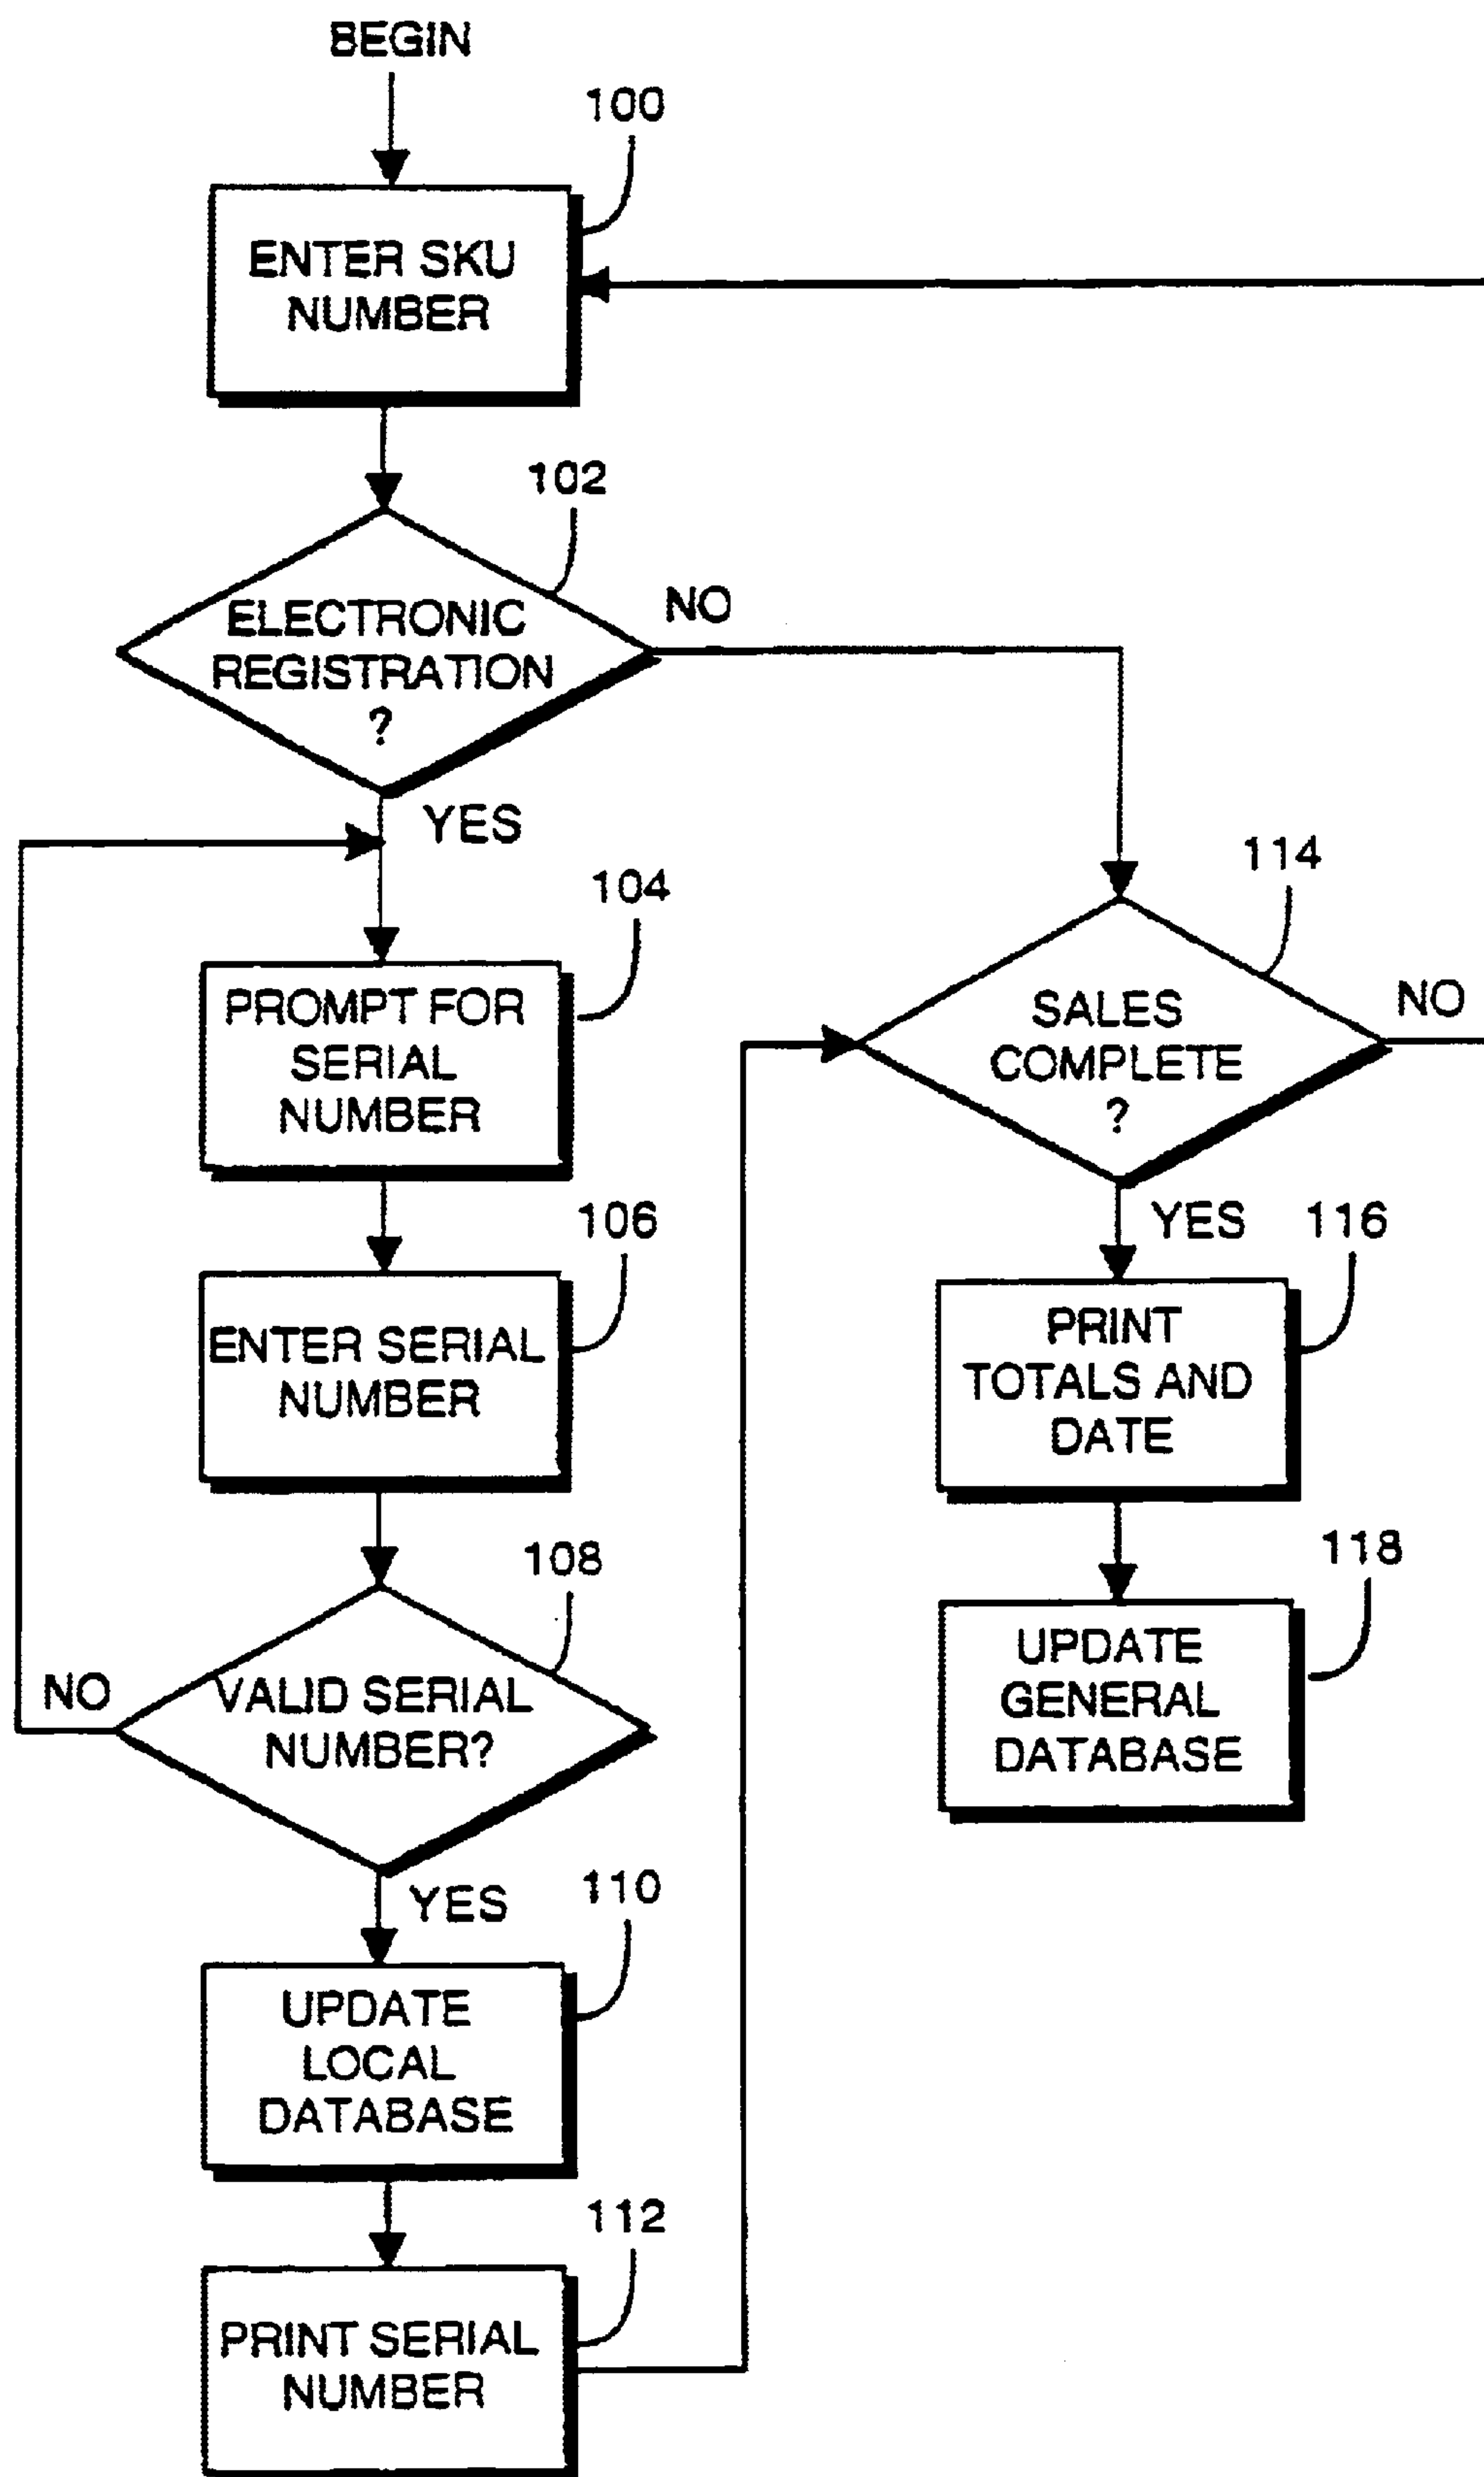 BEGIN
100
ENTER SKU
NUMBER
102
ELECTRONIC
REGISTRATION
?
NO
YES
104
PROMPT FOR
SERIAL
NUMBER
106
ENTER SERIAL
NUMBER
108
VALID SERIAL
NUMBER?
NO
YES
110
UPDATE
LOCAL
DATABASE
112
PRINT SERIAL
NUMBER
114
SALES
COMPLETE
?
NO
YES
116
PRINT
TOTALS AND
DATE
118
UPDATE
GENERAL
DATABASE